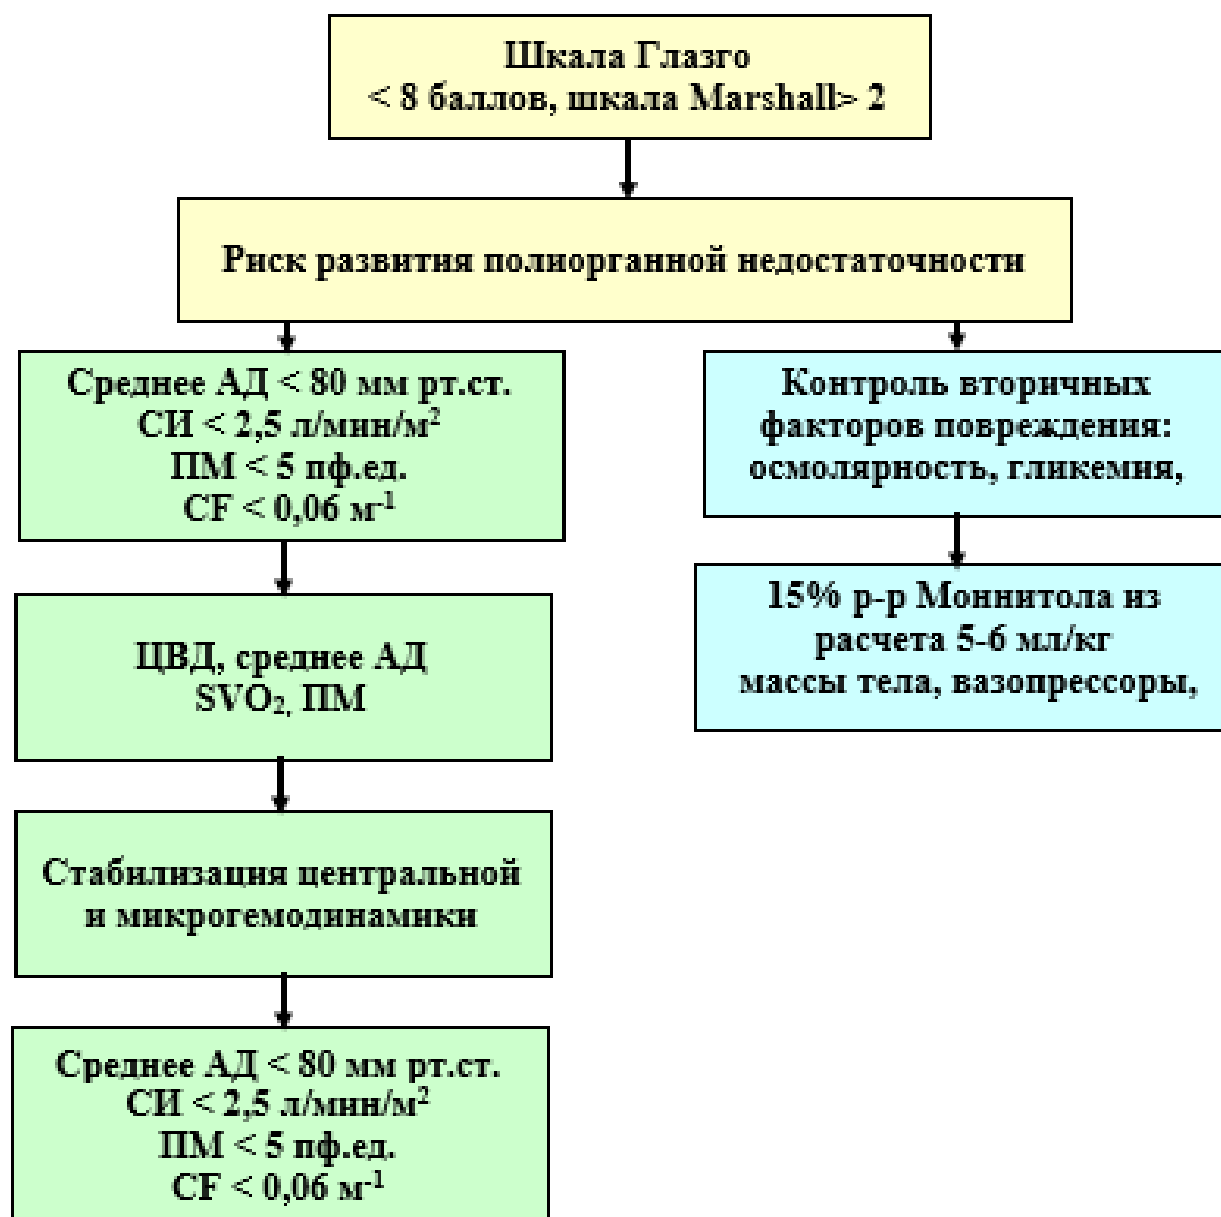 Шкала Глазго
< 8 баллов, шкала Marshall> 2
Риск развития полиорганной недостаточности
Среднее АД < 80 мм рт.ст.
СИ < 2,5 л/мин/м²
ПМ < 5 пф.ед.
CF < 0,06 м⁻¹
ЦВД, среднее АД
SVO₂, ПМ
Стабилизация центральной
и микрогемодинамики
Среднее АД < 80 мм рт.ст.
СИ < 2,5 л/мин/м²
ПМ < 5 пф.ед.
CF < 0,06 м⁻¹
Контроль вторичных
факторов повреждения:
осмолярность, гликемия,
15% р-р Моннитола из
расчета 5-6 мл/кг
массы тела, вазопрессоры,